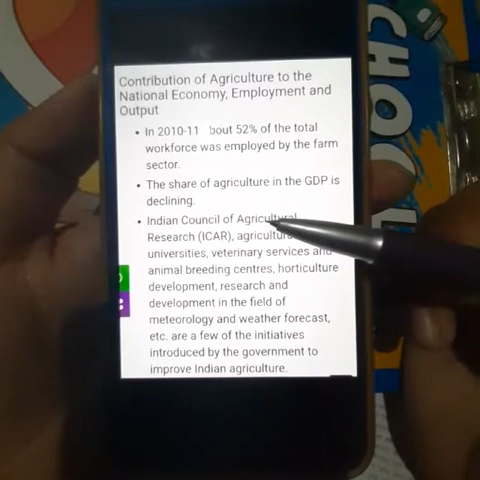 Contribution of Agriculture to the
National Economy, Employment and
Output
• In 2010-11 bout 52% of the total
workforce was employed by the farm
sector.
• The share of agriculture in the GDP is
declining.
• Indian Council of Agricultural
Research (ICAR),
universities, veterinary services and
animal breeding centres, horticulture
development, research and
development in the field of
meteorology and weather forecast,
etc. are a few of the initiatives
introduced by the government to
improve Indian agriculture.